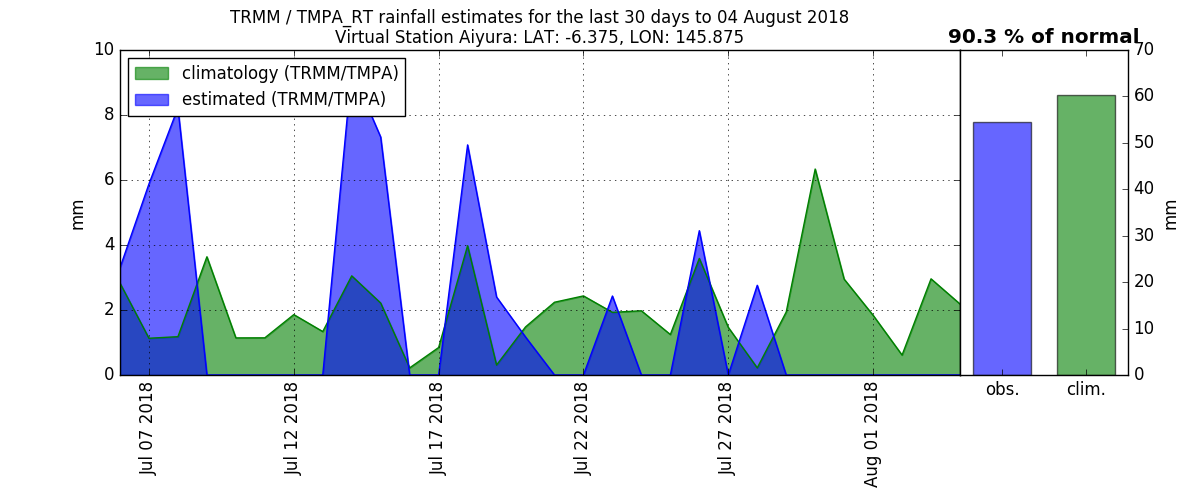 TRMM / TMPA_RT rainfall estimates for the last 30 days to 04 August 2018
Virtual Station Aiyura: LAT: -6.375, LON: 145.875
90.3 % of normal
climatology (TRMM/TMPA)
estimated (TRMM/TMPA)
10
8
6
4
2
0
mm
Jul 07 2018
Jul 12 2018
Jul 17 2018
Jul 22 2018
Jul 27 2018
Aug 01 2018
obs.
clim.
70
60
50
40
30
20
10
0
mm